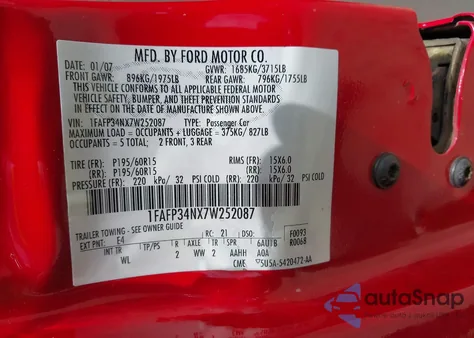 MFD. BY FORD MOTOR CO.
DATE: 01/07 GVWR: 1685KG/3715LB
FRONT GAWR: 896KG/1975LB REAR GAWR: 796KG/1755LB
THIS VEHICLE CONFORMS TO ALL APPLICABLE FEDERAL MOTOR
VEHICLE SAFETY, BUMPER, AND THEFT PREVENTION STANDARDS
IN EFFECT ON THE DATE OF MANUFACTURE SHOWN ABOVE.
VIN: 1FAFP34NX7W252087 TYPE: Passenger Car
MAXIMUM LOAD = OCCUPANTS + LUGGAGE = 375KG/ 827LB
OCCUPANTS = 5 TOTAL: 2 FRONT, 3 REAR
TIRE (FR): P195/60R15 RIMS (FR): 15X6.0
(RR): P195/60R15 (RR): 15X6.0
PRESSURE (FR): 220 kPa/ 32 PSI COLD (RR): 220 kPa/ 32 PSI COLD
1FAFP34NX7W252087
TRAILER TOWING - SEE OWNER GUIDE RC: 21 DSO: F0093
EXT PNT: E4 R0068
INT TR TP/PS R TR SPR 6AUTB
WL 2 WW 2 AAHH AOA
CME 5U5A-5420472-AA
autoSnap